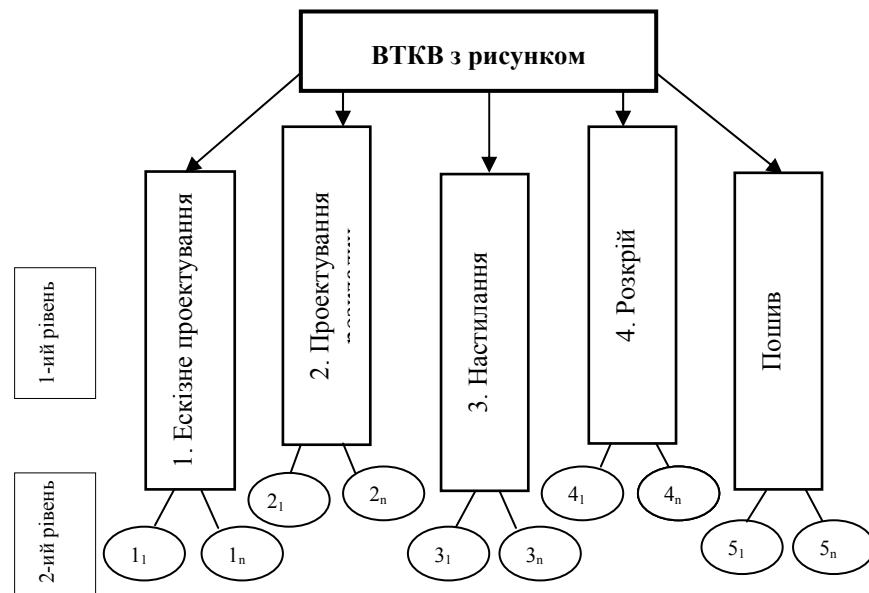 ВТКВ з рисунком
1. Ескізне проектування
2. Проектування
3. Настилання
4. Розкрій
Пошив
1-ий рівень
2-ий рівень
1₁
1ₙ
2₁
2ₙ
3₁
3ₙ
4₁
4ₙ
5₁
5ₙ